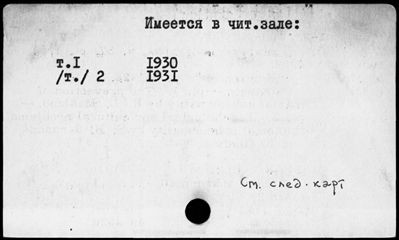 Имеется в чит.зале:
т.I 1930
/т./ 2 1931
См. след. карт